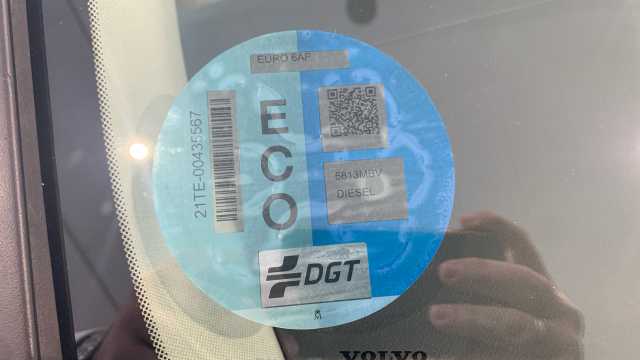 EURO 6AP
21TE-00435567
ECO
5813MBV
DIESEL
DGT
VOLVO